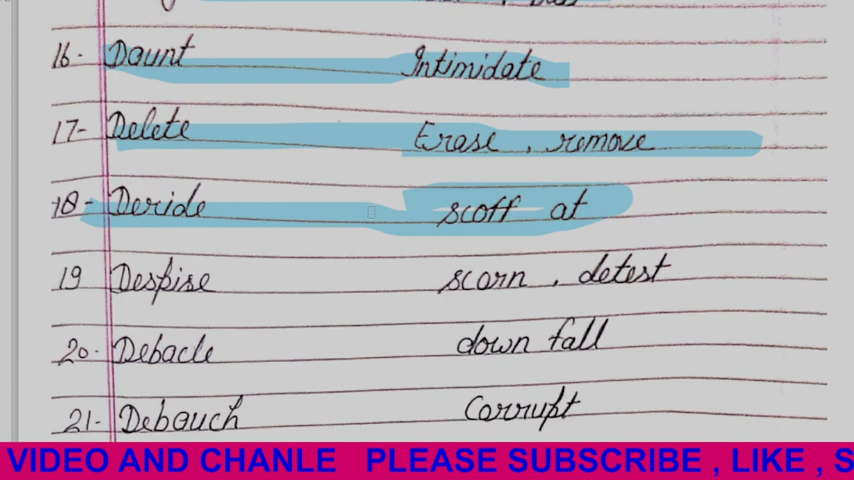 16- Daunt Intimidate
17- Delete Erase, remove
18- Deride scoff at
19 Despise scorn, detest
20- Debacle down fall
21- Debauch Corrupt
VIDEO AND CHANLE PLEASE SUBSCRIBE , LIKE , S